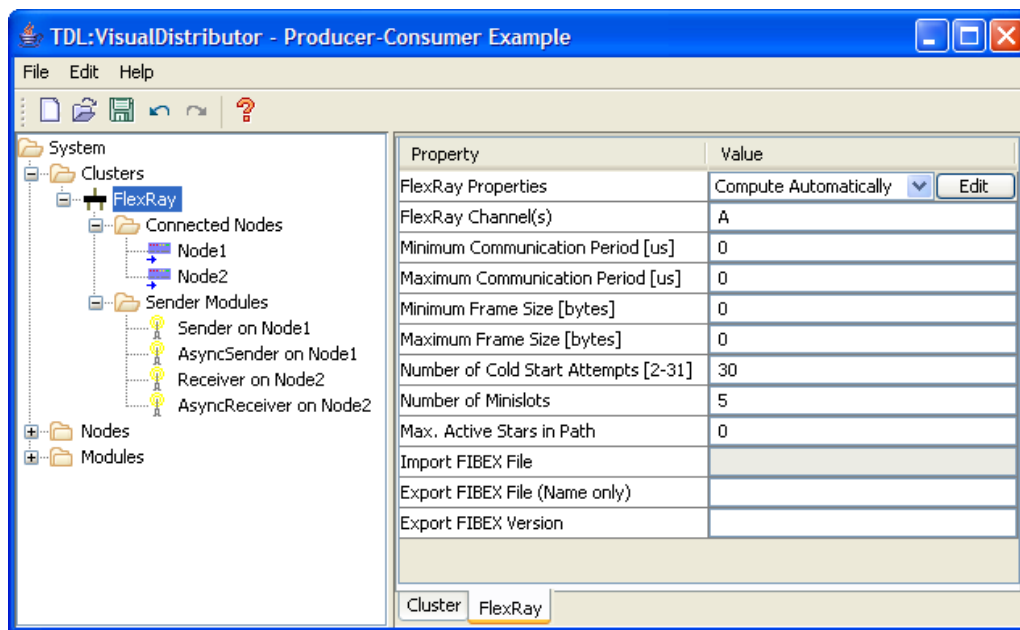 TDL:VisualDistributor - Producer-Consumer Example
File Edit Help
System
Clusters
FlexRay
Connected Nodes
Node1
Node2
Sender Modules
Sender on Node1
AsyncSender on Node1
Receiver on Node2
AsyncReceiver on Node2
Nodes
Modules
Property Value
FlexRay Properties Compute Automatically Edit
FlexRay Channel(s) A
Minimum Communication Period [us] 0
Maximum Communication Period [us] 0
Minimum Frame Size [bytes] 0
Maximum Frame Size [bytes] 0
Number of Cold Start Attempts [2-31] 30
Number of Minislots 5
Max. Active Stars in Path 0
Import FIBEX File
Export FIBEX File (Name only)
Export FIBEX Version
Cluster FlexRay